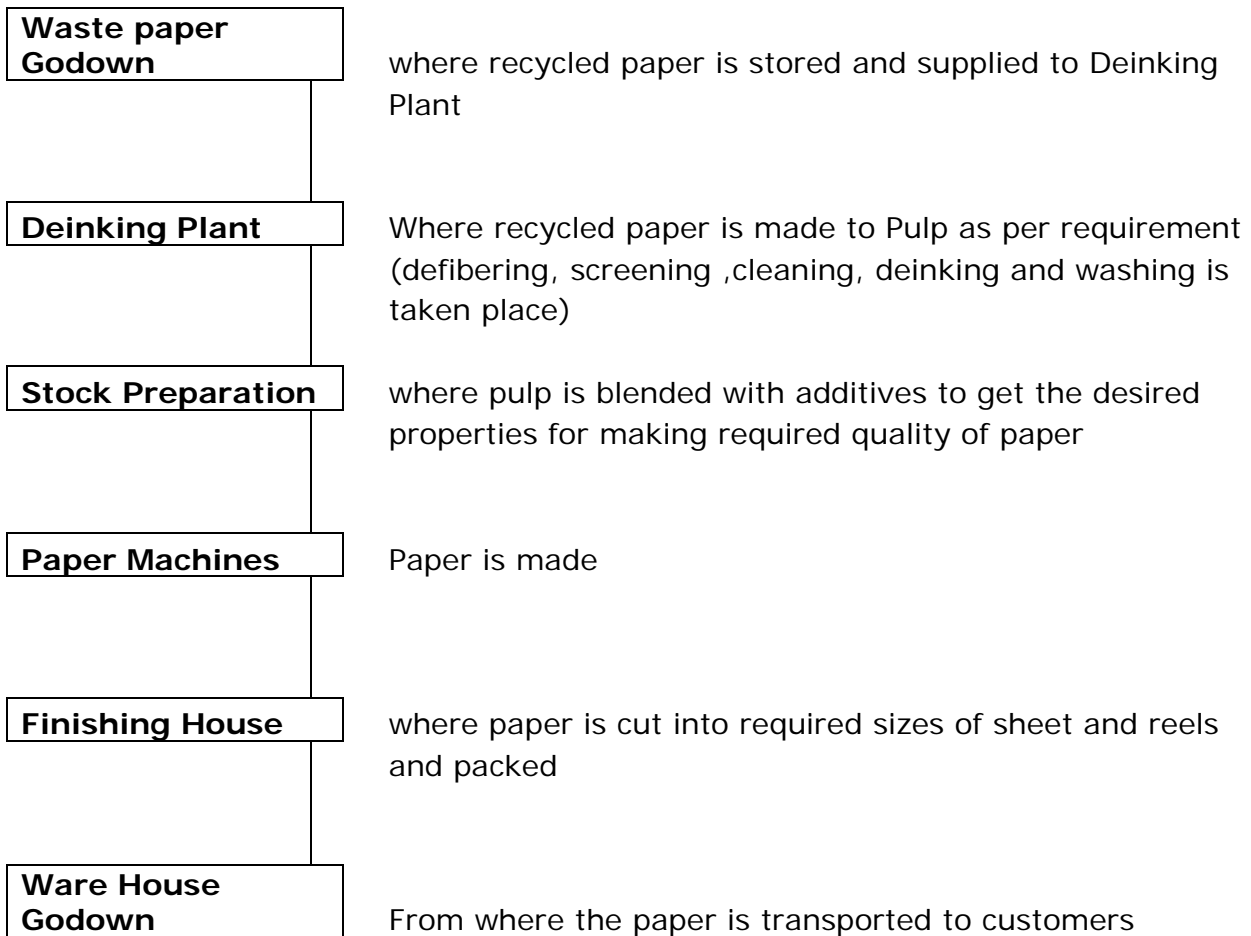 Waste paper
Godown
where recycled paper is stored and supplied to Deinking
Plant
Deinking Plant
Where recycled paper is made to Pulp as per requirement
(defibering, screening ,cleaning, deinking and washing is
taken place)
Stock Preparation
where pulp is blended with additives to get the desired
properties for making required quality of paper
Paper Machines
Paper is made
Finishing House
where paper is cut into required sizes of sheet and reels
and packed
Ware House
Godown
From where the paper is transported to customers